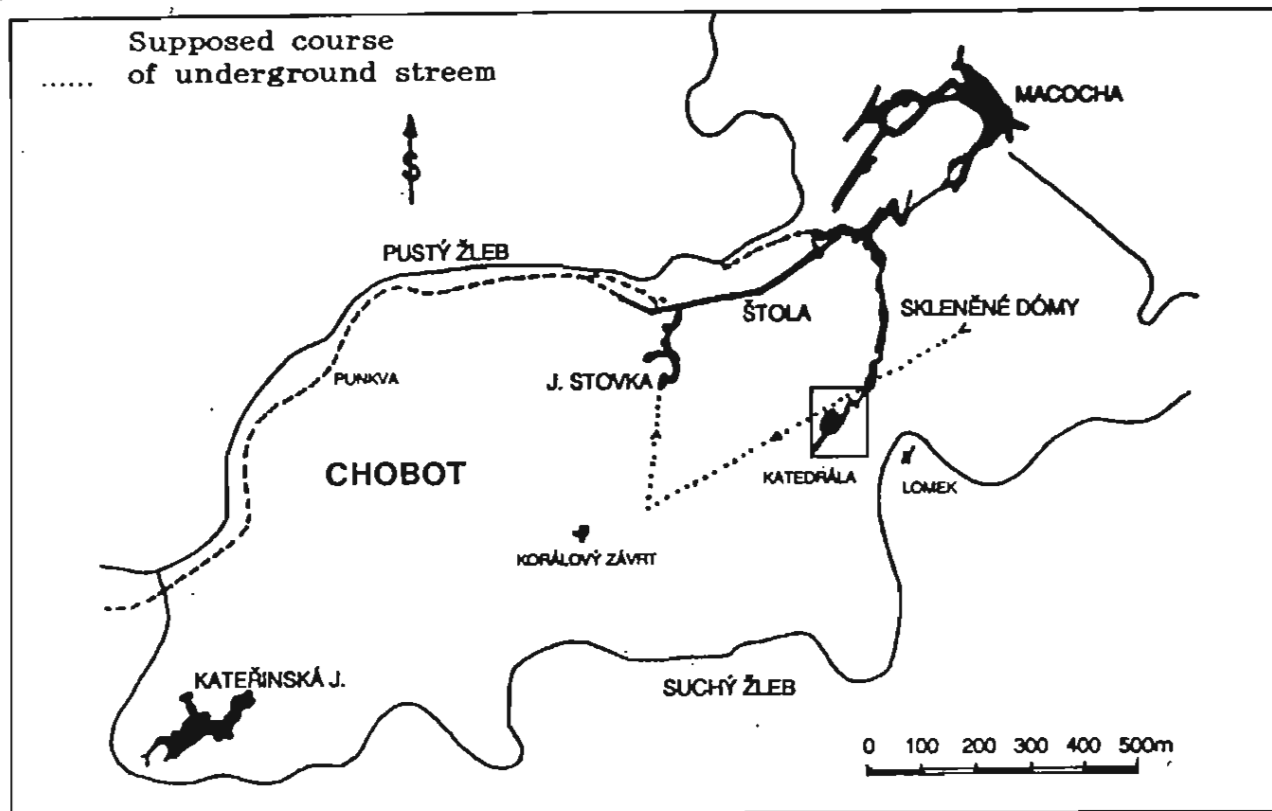 Supposed course
...... of underground streem
MACOCHA
S
PUSTÝ ŽLEB
ŠTOLA
SKLENĚNÉ DÓMY
PUNKVA
J. STOVKA
CHOBOT
KATEDRÁLA
LOMEK
KORÁLOVÝ ZÁVRT
KATEŘINSKÁ J.
SUCHÝ ŽLEB
0 100 200 300 400 500m